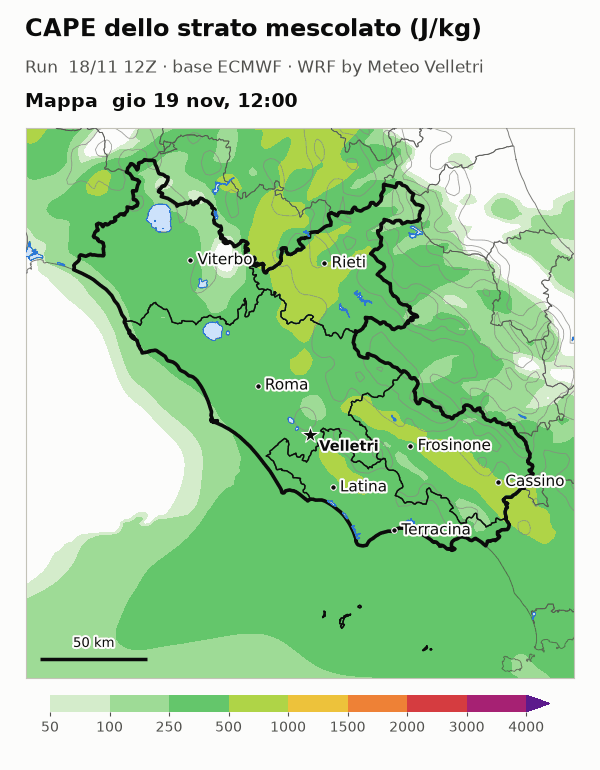 CAPE dello strato mescolato (J/kg)
Run  18/11 12Z · base ECMWF · WRF by Meteo Velletri
Mappa  gio 19 nov, 12:00
Viterbo
Rieti
Roma
Velletri
Frosinone
Cassino
Latina
Terracina
50 km
50 100 250 500 1000 1500 2000 3000 4000